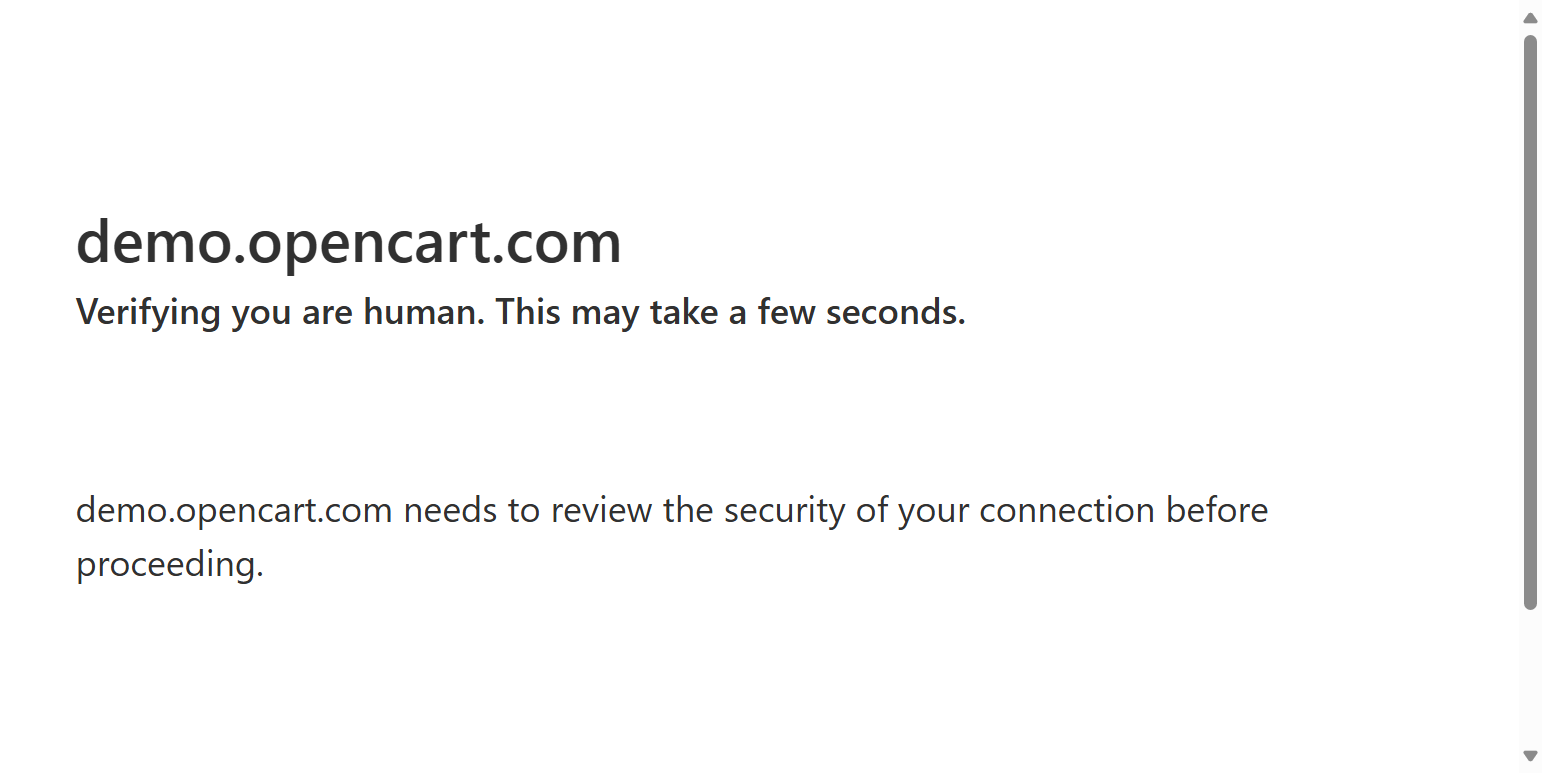 demo.opencart.com
Verifying you are human. This may take a few seconds.
demo.opencart.com needs to review the security of your connection before
proceeding.